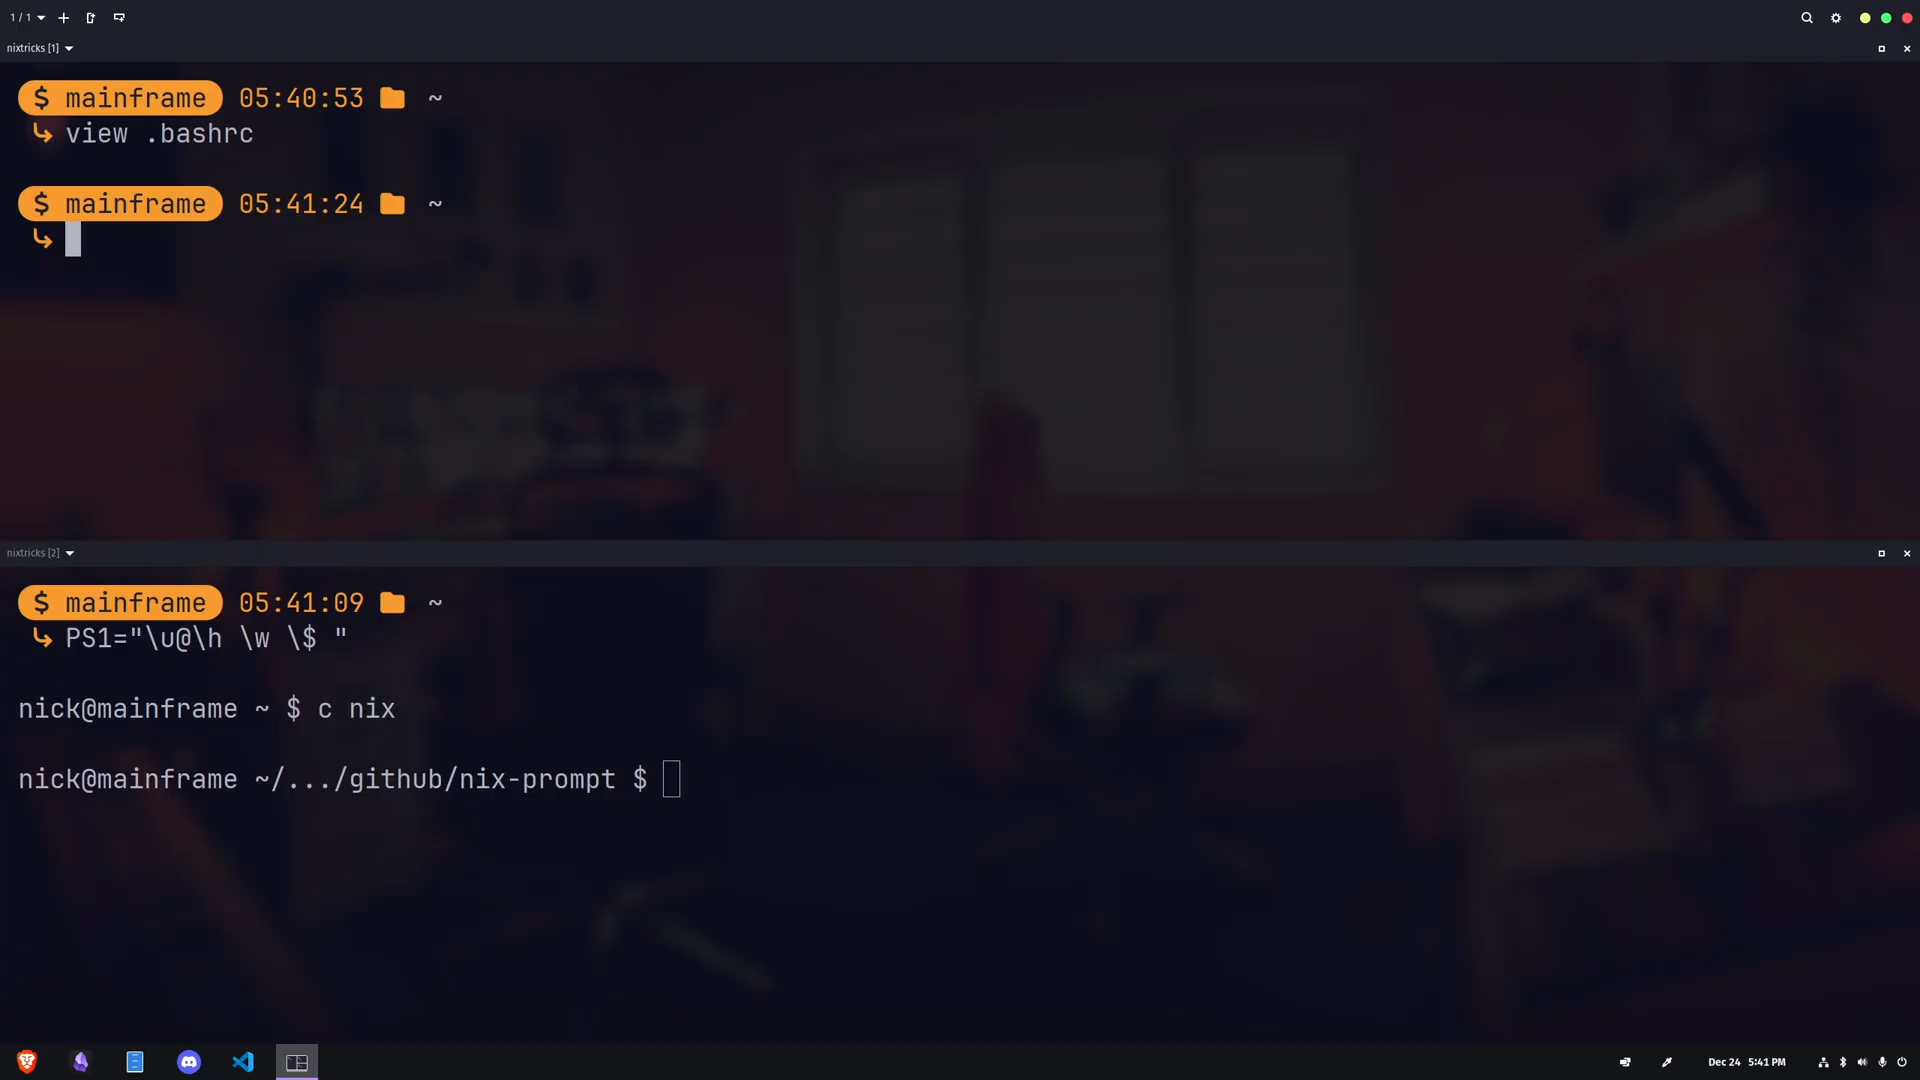 1 / 1
nixtricks [1]
$ mainframe 05:40:53 ~
view .bashrc
$ mainframe 05:41:24 ~
nixtricks [2]
$ mainframe 05:41:09 ~
PS1="\u@\h \w \$ "
nick@mainframe ~ $ c nix
nick@mainframe ~/.../github/nix-prompt $
Dec 24 5:41 PM